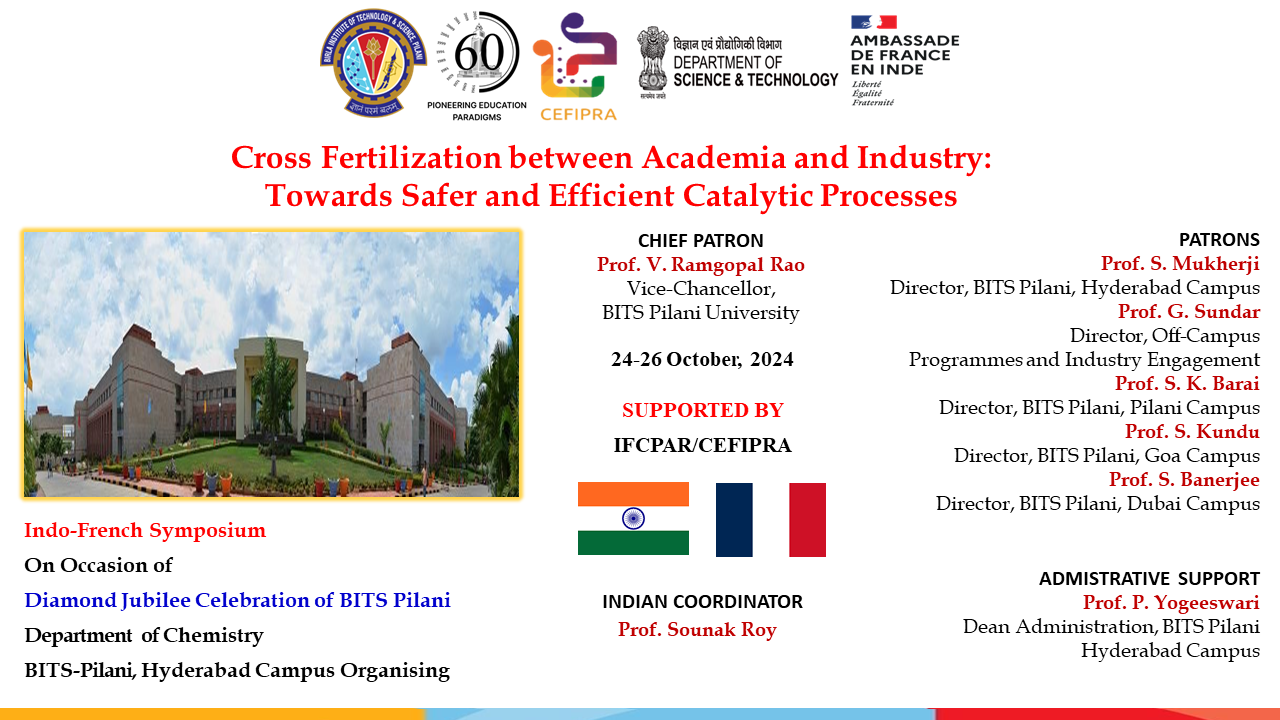 BIRLA INSTITUTE OF TECHNOLOGY & SCIENCE, PILANI
ज्ञानं परमं बलम्
60
PIONEERING EDUCATION
PARADIGMS
CEFIPRA
सत्यमेव जयते
विज्ञान एवं प्रौद्योगिकी विभाग
DEPARTMENT OF
SCIENCE & TECHNOLOGY
AMBASSADE
DE FRANCE
EN INDE
Liberté
Égalité
Fraternité
Cross Fertilization between Academia and Industry:
Towards Safer and Efficient Catalytic Processes
Indo-French Symposium
On Occasion of
Diamond Jubilee Celebration of BITS Pilani
Department of Chemistry
BITS-Pilani, Hyderabad Campus Organising
CHIEF PATRON
Prof. V. Ramgopal Rao
Vice-Chancellor,
BITS Pilani University
24-26 October, 2024
SUPPORTED BY
IFCPAR/CEFIPRA
INDIAN COORDINATOR
Prof. Sounak Roy
PATRONS
Prof. S. Mukherji
Director, BITS Pilani, Hyderabad Campus
Prof. G. Sundar
Director, Off-Campus
Programmes and Industry Engagement
Prof. S. K. Barai
Director, BITS Pilani, Pilani Campus
Prof. S. Kundu
Director, BITS Pilani, Goa Campus
Prof. S. Banerjee
Director, BITS Pilani, Dubai Campus
ADMISTRATIVE SUPPORT
Prof. P. Yogeeswari
Dean Administration, BITS Pilani
Hyderabad Campus